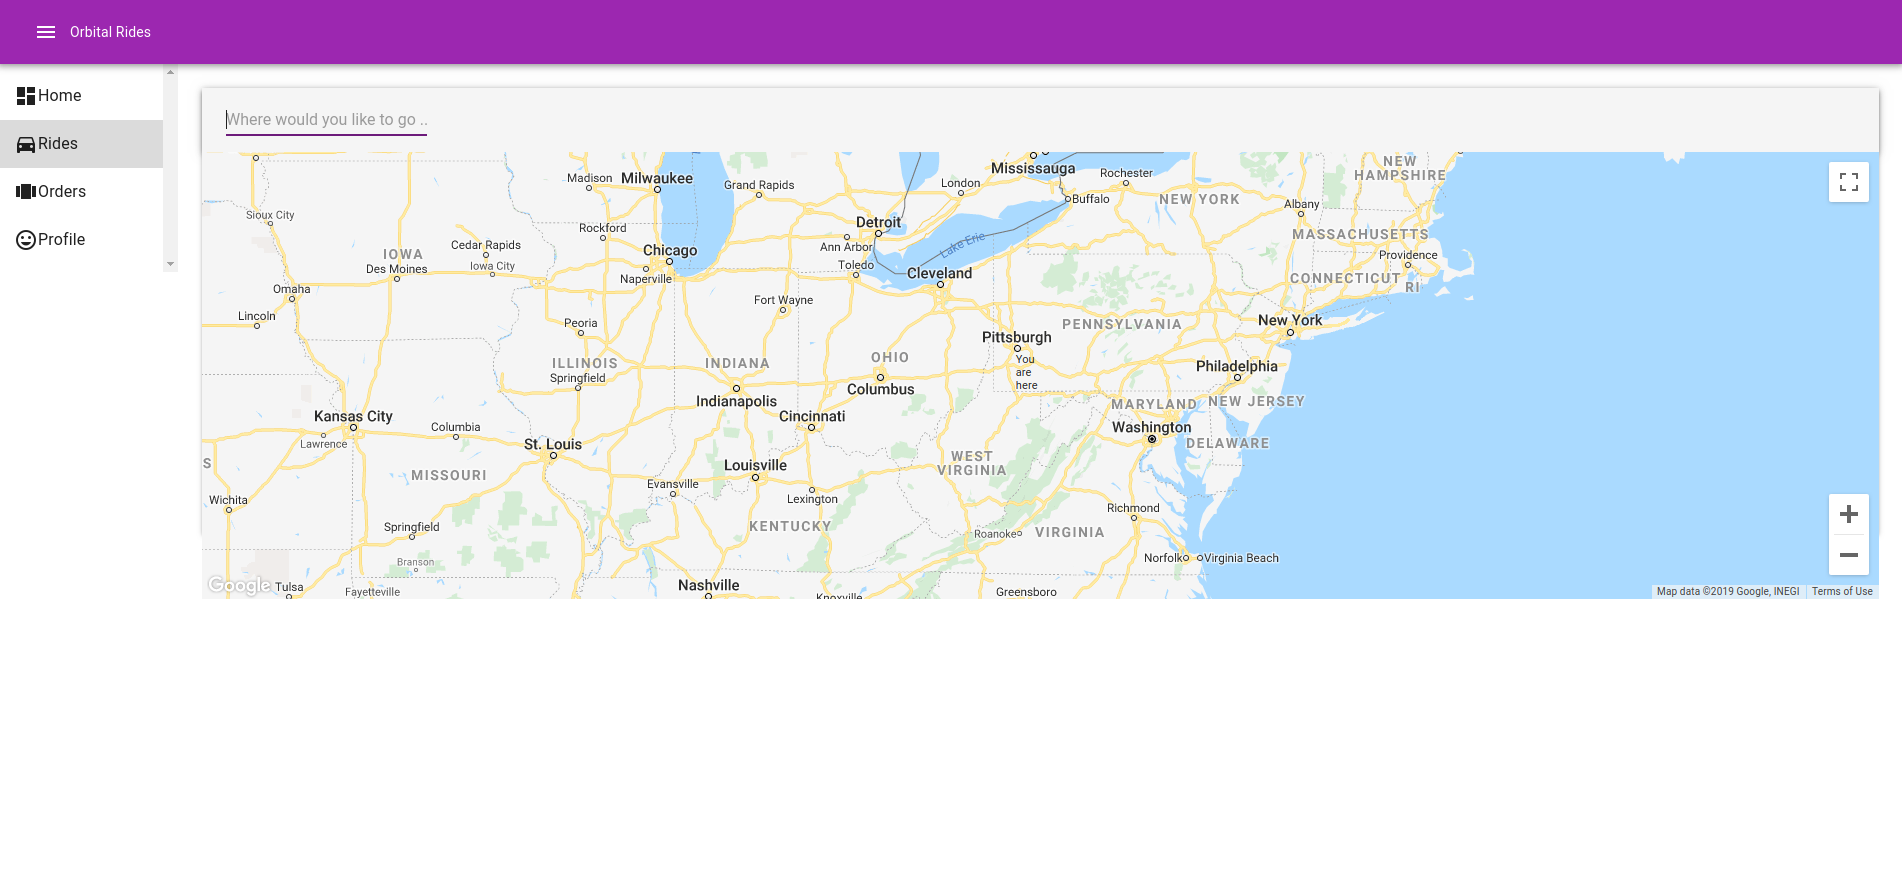 Orbital Rides
Home
Rides
Orders
Profile
Where would you like to go ..
NEW
HAMPSHIRE
Mississauga
Madison
Milwaukee
Grand Rapids
London
Rochester
Buffalo
NEW YORK
Albany
Sioux City
Rockford
Detroit
MASSACHUSETTS
IOWA
Cedar Rapids
Chicago
Ann Arbor
Lake Erie
Providence
Des Moines
Iowa City
Naperville
Toledo
Cleveland
CONNECTICUT
RI
Omaha
Fort Wayne
Lincoln
Peoria
PENNSYLVANIA
New York
Pittsburgh
You
are
here
ILLINOIS
INDIANA
OHIO
Philadelphia
Springfield
Columbus
Indianapolis
MARYLAND
NEW JERSEY
Kansas City
Cincinnati
Washington
Lawrence
Columbia
St. Louis
DELAWARE
S
MISSOURI
Louisville
WEST
VIRGINIA
Wichita
Evansville
Lexington
Richmond
Springfield
KENTUCKY
Roanoke
VIRGINIA
Branson
Norfolk
Virginia Beach
Google
Tulsa
Fayetteville
Nashville
Knoxville
Greensboro
Map data ©2019 Google, INEGI
Terms of Use